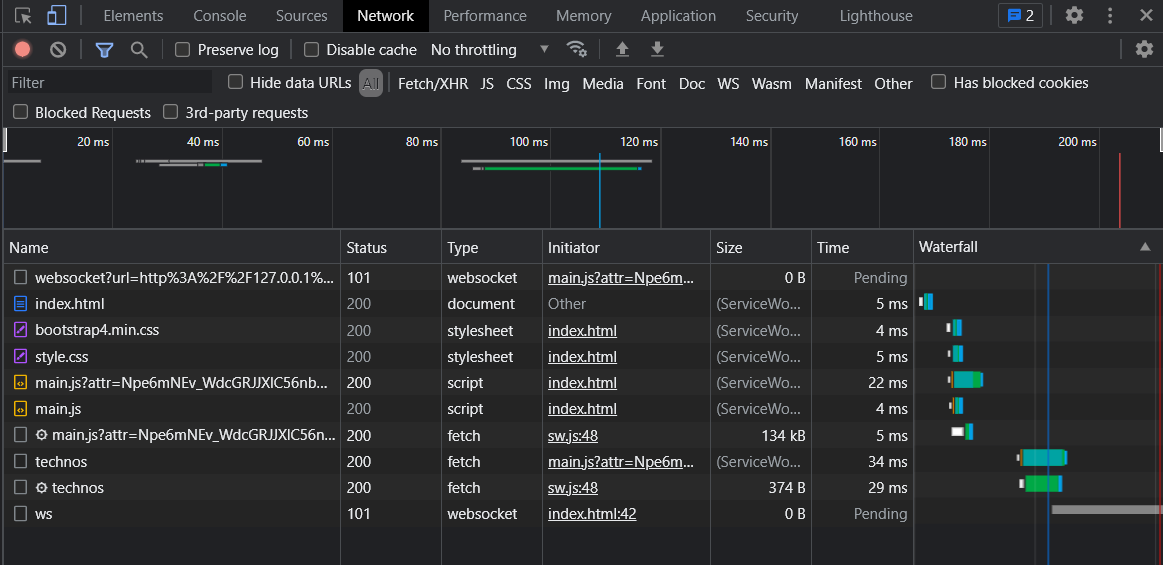 Elements Console Sources Network Performance Memory Application Security Lighthouse 2
Preserve log Disable cache No throttling
Filter Hide data URLs All Fetch/XHR JS CSS Img Media Font Doc WS Wasm Manifest Other Has blocked cookies
Blocked Requests 3rd-party requests
20 ms 40 ms 60 ms 80 ms 100 ms 120 ms 140 ms 160 ms 180 ms 200 ms
Name Status Type Initiator Size Time Waterfall
websocket?url=http%3A%2F%2F127.0.0.1%... 101 websocket main.js?attr=Npe6m... 0 B Pending
index.html 200 document Other (ServiceWo... 5 ms
bootstrap4.min.css 200 stylesheet index.html (ServiceWo... 4 ms
style.css 200 stylesheet index.html (ServiceWo... 5 ms
main.js?attr=Npe6mNEv_WdcGRJJXlC56nb... 200 script index.html (ServiceWo... 22 ms
main.js 200 script index.html (ServiceWo... 4 ms
main.js?attr=Npe6mNEv_WdcGRJJXlC56n... 200 fetch sw.js:48 134 kB 5 ms
technos 200 fetch main.js?attr=Npe6m... (ServiceWo... 34 ms
technos 200 fetch sw.js:48 374 B 29 ms
ws 101 websocket index.html:42 0 B Pending